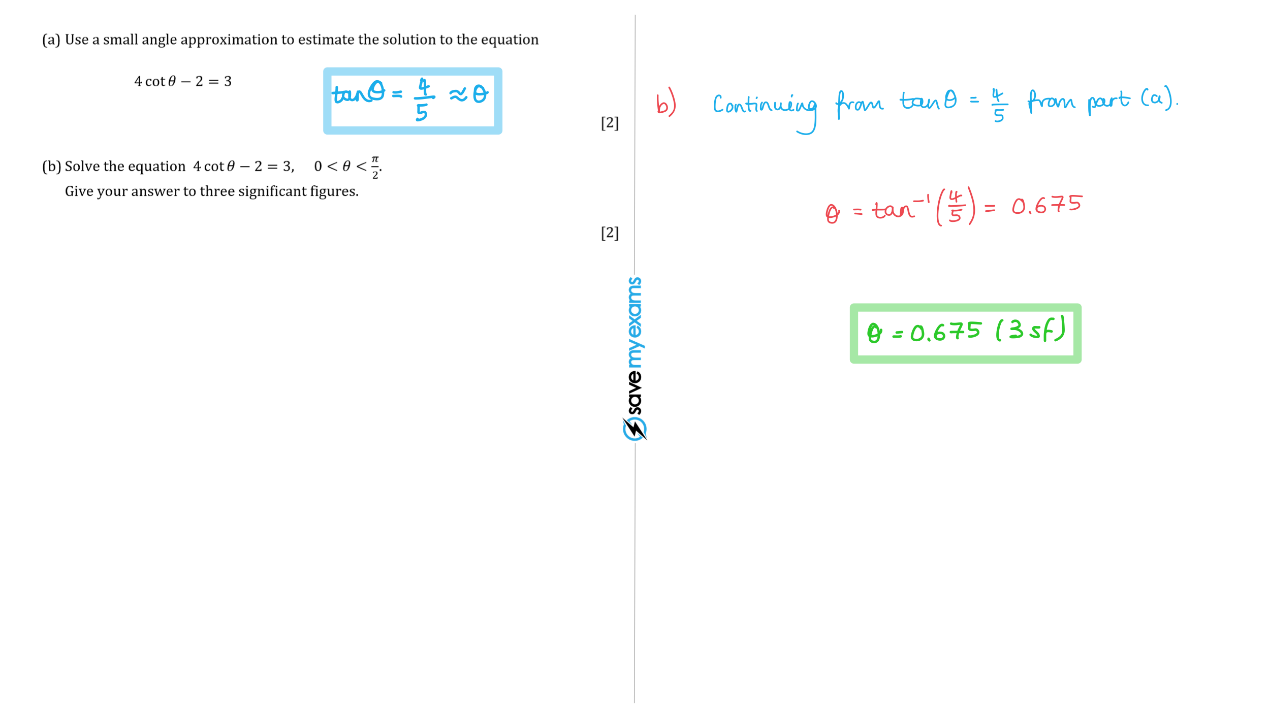 (a) Use a small angle approximation to estimate the solution to the equation
4 cot θ − 2 = 3
tanθ = 4/5 ≈ θ
[2]
(b) Solve the equation 4 cot θ − 2 = 3, 0 < θ < π/2.
Give your answer to three significant figures.
[2]
save my exams
b) Continuing from tanθ = 4/5 from part (a).
θ = tan⁻¹(4/5) = 0.675
θ = 0.675 (3 sf)